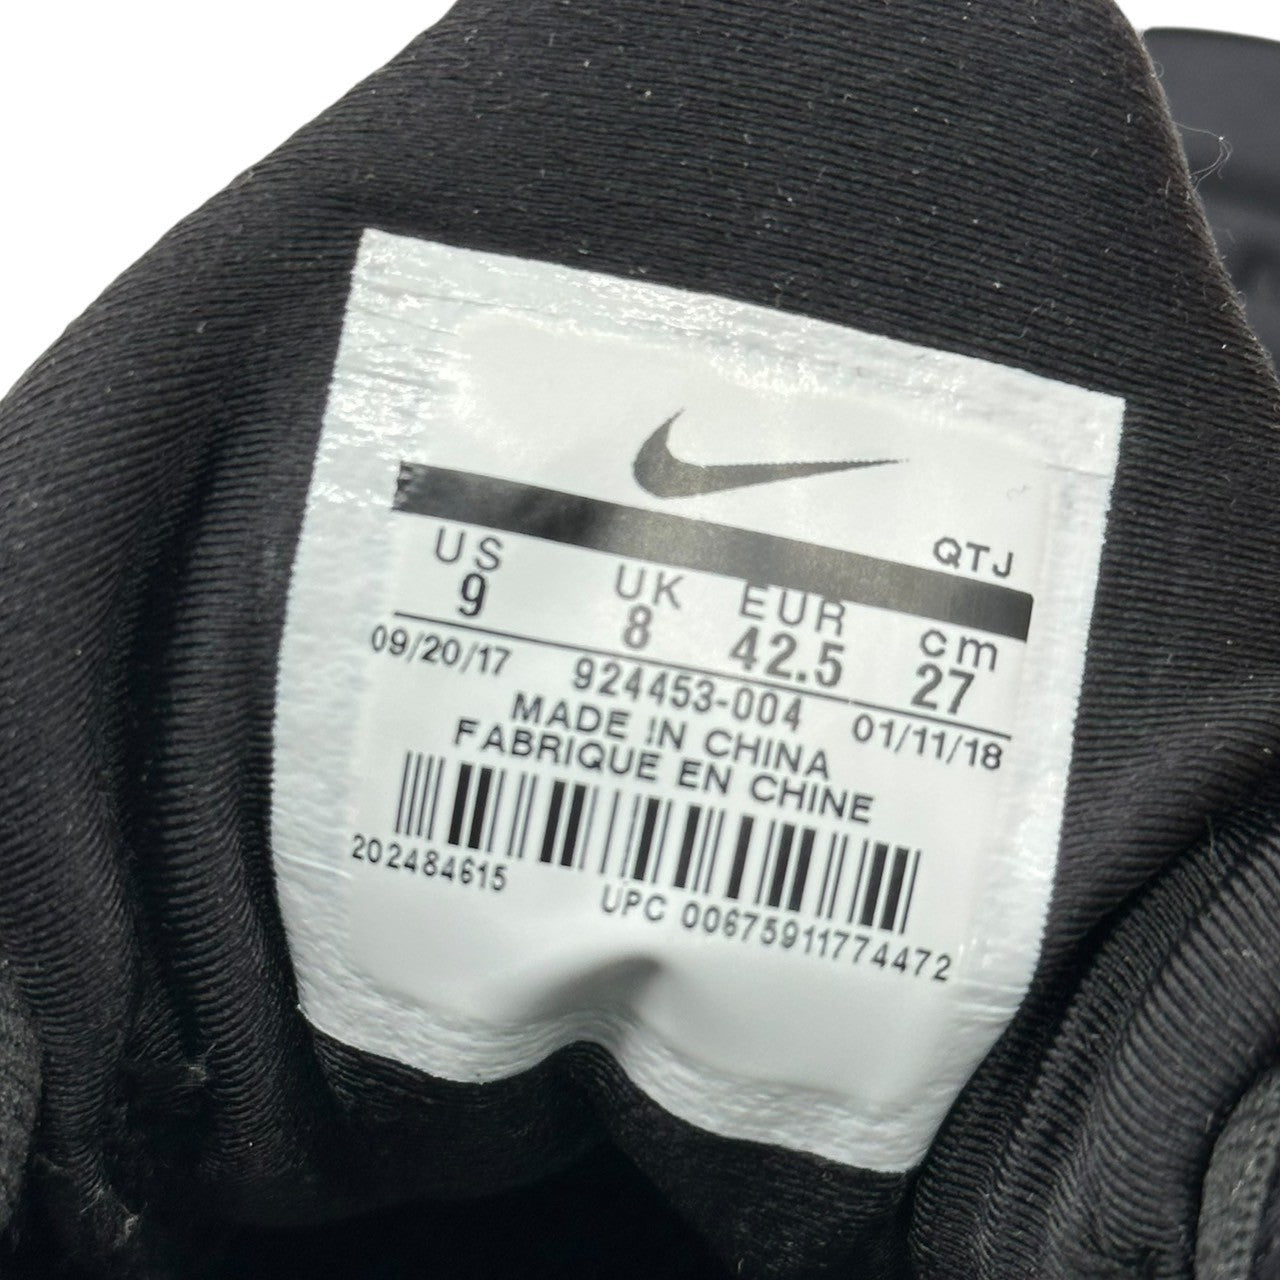 QTJ
US UK EUR cm
9 8 42.5 27
09/20/17 924453-004 01/11/18
MADE IN CHINA
FABRIQUE EN CHINE
202484615
UPC 00675911774472